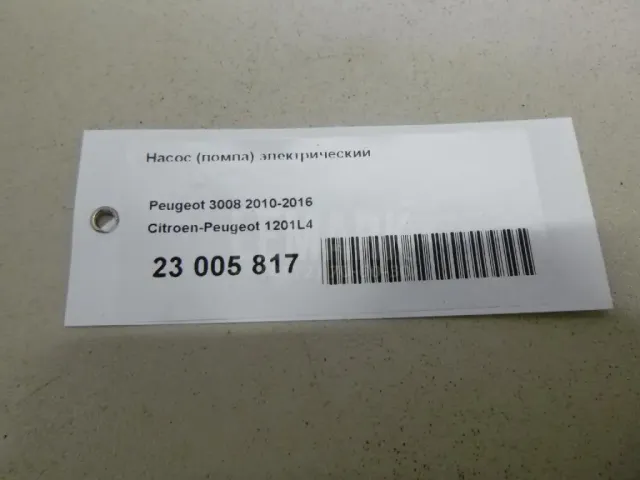 Насос (помпа) электрический
Peugeot 3008 2010-2016
Citroen-Peugeot 1201L4
23 005 817